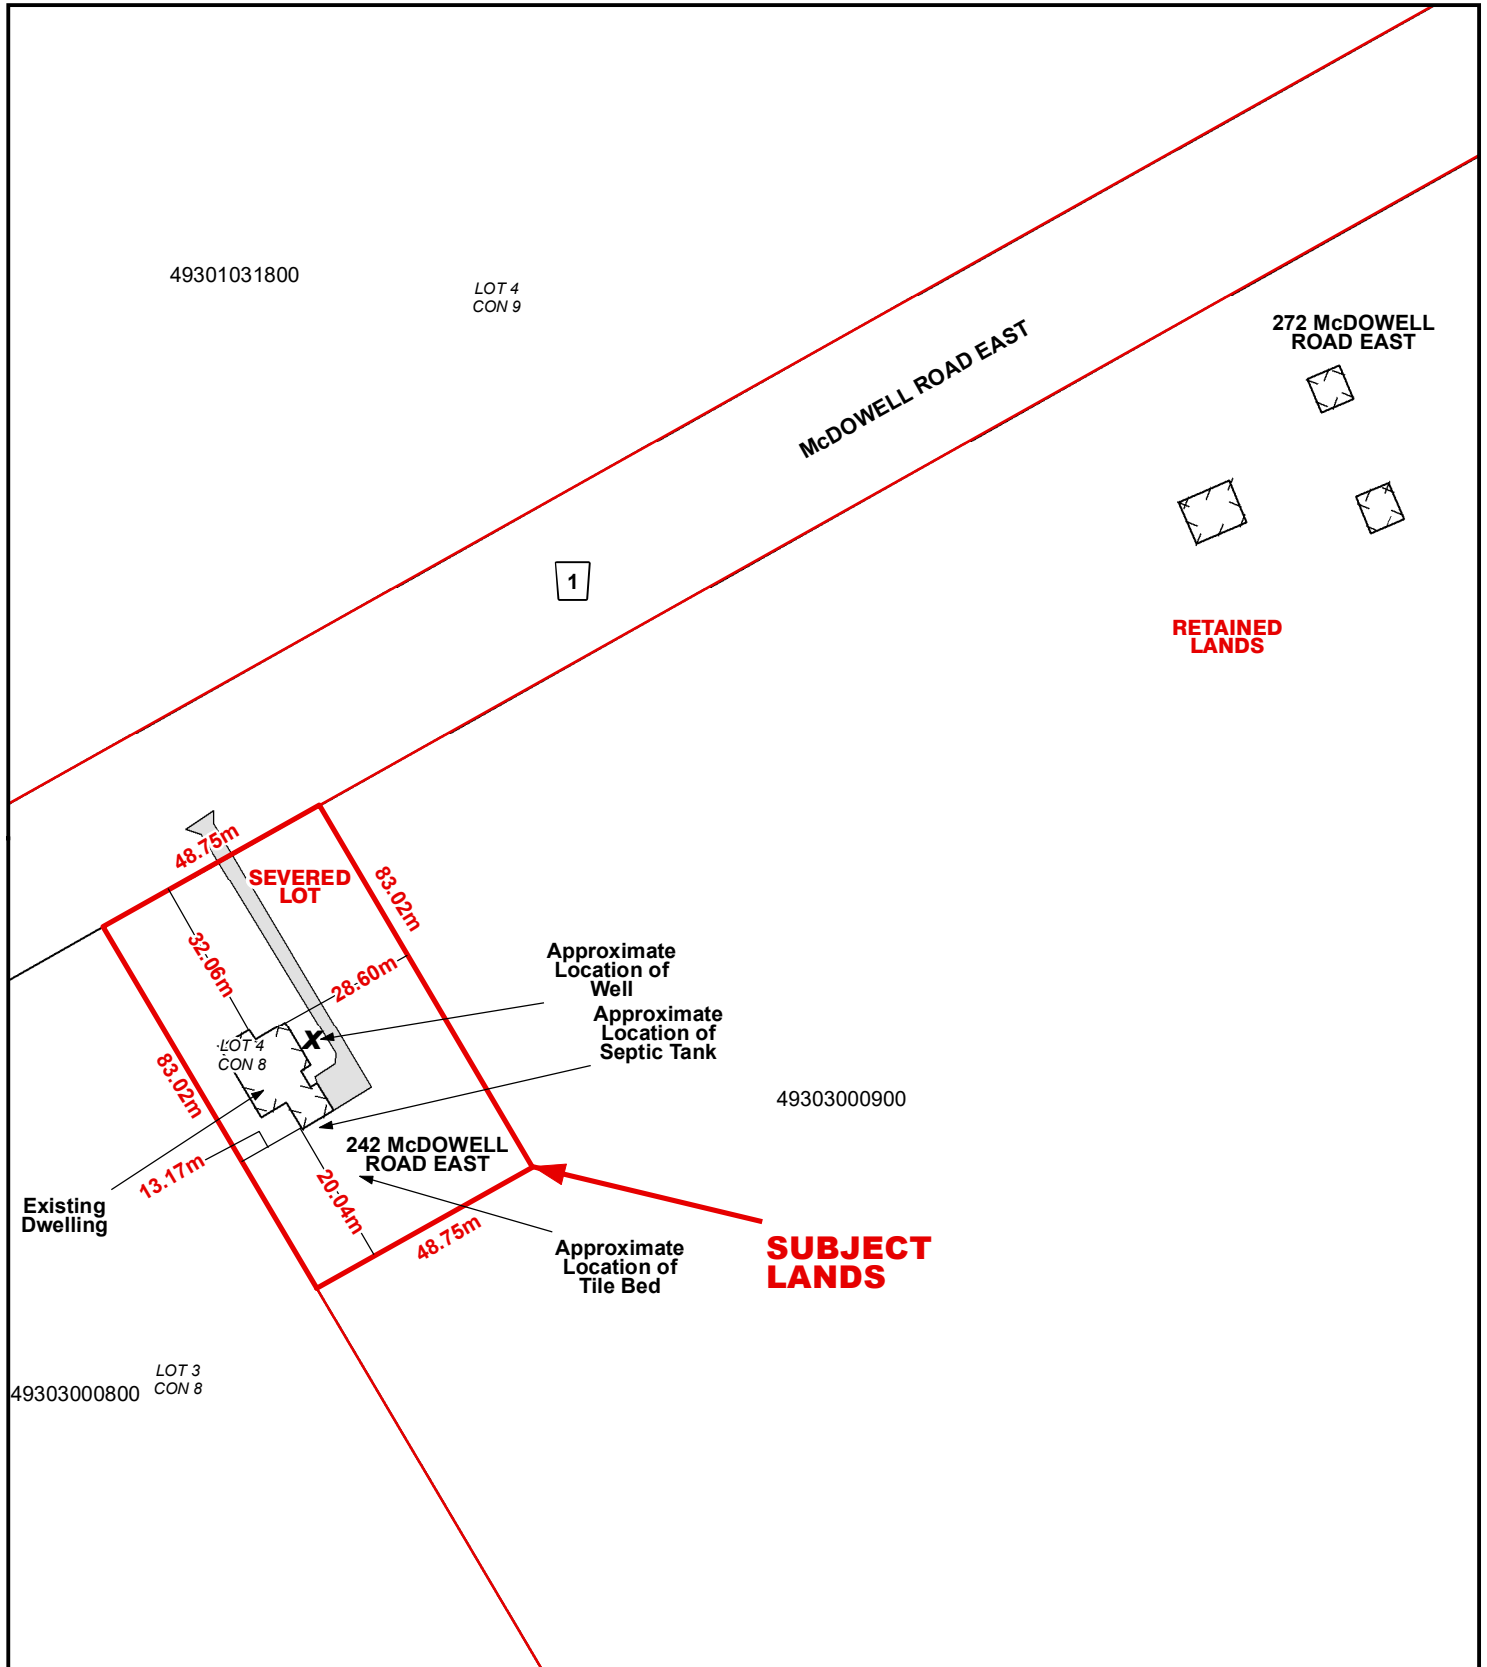 49301031800
LOT 4
CON 9
272 McDOWELL
ROAD EAST
McDOWELL ROAD EAST
1
RETAINED
LANDS
48.75m
SEVERED
LOT
83.02m
32.06m
28.60m
Approximate
Location of
Well
Approximate
Location of
Septic Tank
X
LOT 4
CON 8
83.02m
49303000900
242 McDOWELL
ROAD EAST
13.17m
20.04m
Existing
Dwelling
48.75m
Approximate
Location of
Tile Bed
SUBJECT
LANDS
LOT 3
CON 8
49303000800